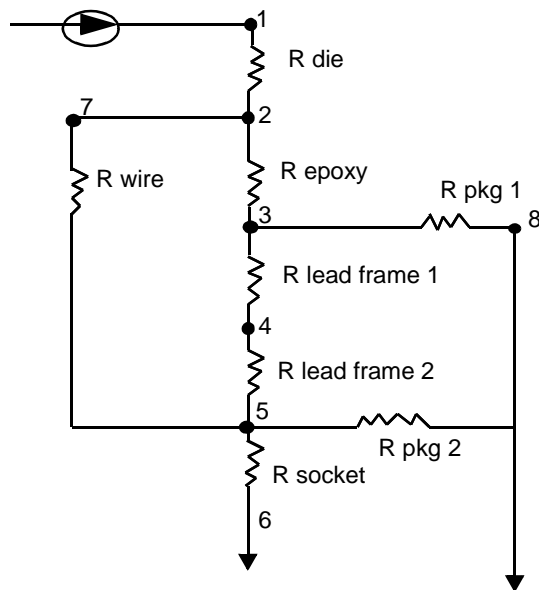 1
R die
7
2
R wire
R epoxy
R pkg 1
3
8
R lead frame 1
4
R lead frame 2
5
R pkg 2
R socket
6